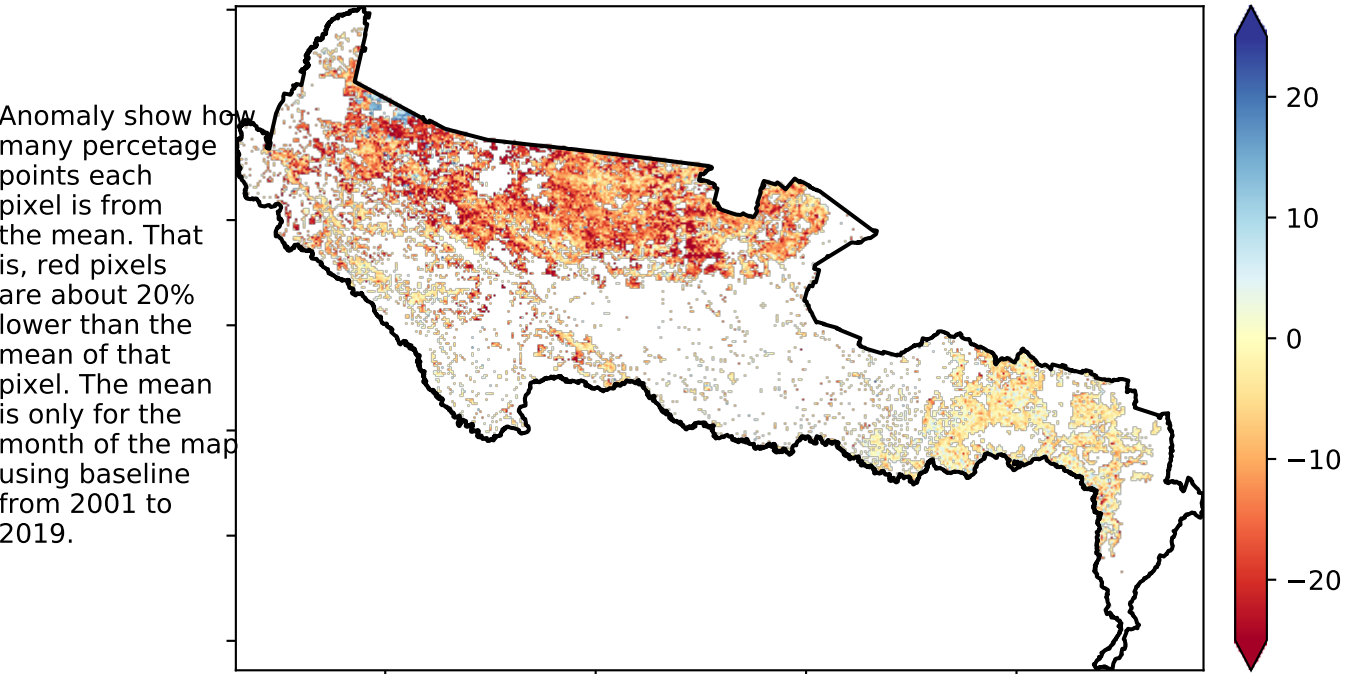 Anomaly show how
many percetage
points each
pixel is from
the mean. That
is, red pixels
are about 20%
lower than the
mean of that
pixel. The mean
is only for the
month of the map
using baseline
from 2001 to
2019.
20
10
0
−10
−20